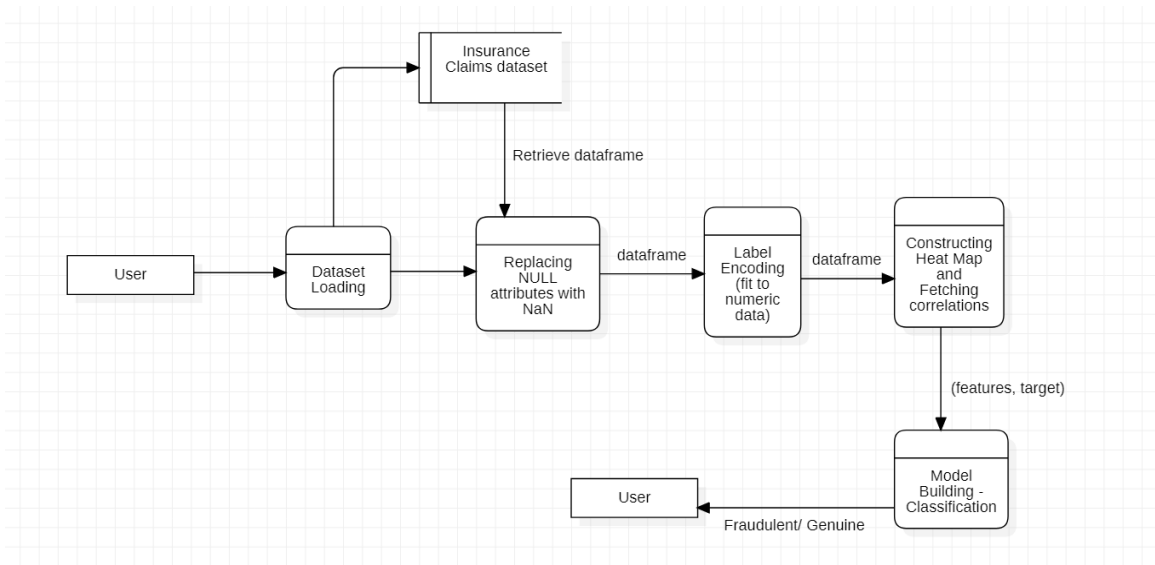 Insurance
Claims dataset
Retrieve dataframe
User
Dataset
Loading
Replacing
NULL
attributes with
NaN
dataframe
Label
Encoding
(fit to
numeric
data)
dataframe
Constructing
Heat Map
and
Fetching
correlations
(features, target)
Model
Building -
Classification
User
Fraudulent/ Genuine